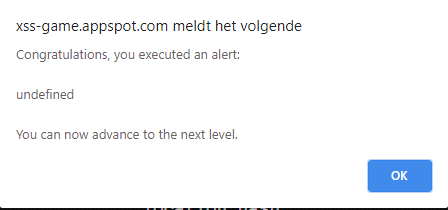 xss-game.appspot.com meldt het volgende
Congratulations, you executed an alert:
undefined
You can now advance to the next level.
OK